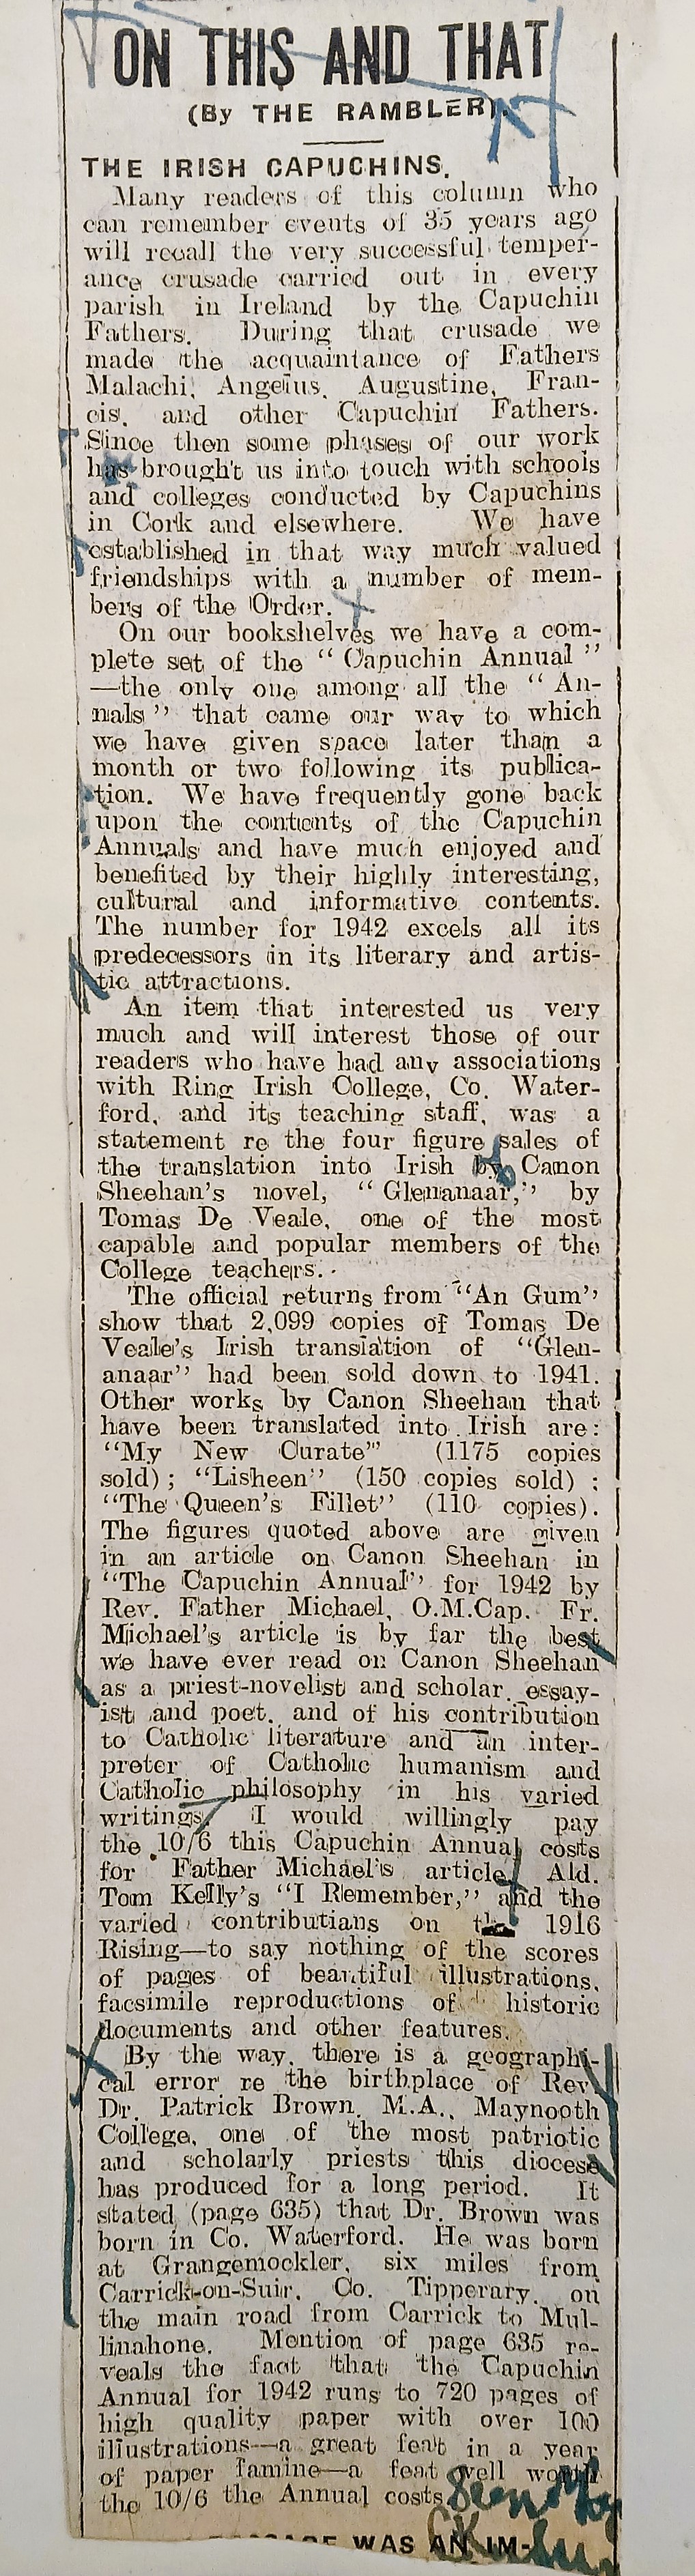 ON THIS AND THAT
(By THE RAMBLER).
THE IRISH CAPUCHINS.
Many readers of this column who
can remember events of 35 years ago
will recall the very successful temper-
ance crusade carried out in every
parish in Ireland by the Capuchin
Fathers. During that crusade we
made the acquaintance of Fathers
Malachi, Angelus, Augustine, Fran-
cis, and other Capuchin Fathers.
Since then some phases of our work
has brought us into touch with schools
and colleges conducted by Capuchins
in Cork and elsewhere. We have
established in that way much valued
friendships with a number of mem-
bers of the Order.
On our bookshelves we have a com-
plete set of the "Capuchin Annual"
—the only one among all the "An-
nals" that came our way to which
we have given space later than a
month or two following its publica-
tion. We have frequently gone back
upon the contents of the Capuchin
Annuals and have much enjoyed and
benefited by their highly interesting,
cultural and informative contents.
The number for 1942 excels all its
predecessors in its literary and artis-
tic attractions.
An item that interested us very
much and will interest those of our
readers who have had any associations
with Ring Irish College, Co. Water-
ford, and its teaching staff, was a
statement re the four figure sales of
the translation into Irish by Canon
Sheehan's novel, "Glenanaar," by
Tomas De Veale, one of the most
capable and popular members of the
College teachers.
The official returns from "An Gum"
show that 2,099 copies of Tomas De
Veale's Irish translation of "Glen-
anaar" had been sold down to 1941.
Other works by Canon Sheehan that
have been translated into Irish are:
"My New Curate" (1175 copies
sold); "Lisheen" (150 copies sold) ;
"The Queen's Fillet" (110 copies).
The figures quoted above are given
in an article on Canon Sheehan in
"The Capuchin Annual" for 1942 by
Rev. Father Michael, O.M.Cap. Fr.
Michael's article is by far the best
we have ever read on Canon Sheehan
as a priest-novelist and scholar, essay-
ist and poet, and of his contribution
to Catholic literature and an inter-
preter of Catholic humanism and
Catholic philosophy in his varied
writings. I would willingly pay
the 10/6 this Capuchin Annual costs
for Father Michael's article, Ald.
Tom Kelly's "I Remember," and the
varied contributians on the 1916
Rising—to say nothing of the scores
of pages of beautiful illustrations,
facsimile reproductions of historic
documents and other features.
By the way, there is a geographi-
cal error re the birthplace of Rev.
Dr. Patrick Brown, M.A., Maynooth
College, one of the most patriotic
and scholarly priests this diocese
has produced for a long period. It
stated (page 635) that Dr. Brown was
born in Co. Waterford. He was born
at Grangemockler, six miles from
Carrick-on-Suir, Co. Tipperary, on
the main road from Carrick to Mul-
linahone. Mention of page 635 re-
veals the fact that the Capuchin
Annual for 1942 runs to 720 pages of
high quality paper with over 100
illustrations—a great feat in a year
of paper famine—a feat well worth
the 10/6 the Annual costs.
WAS AN IM-